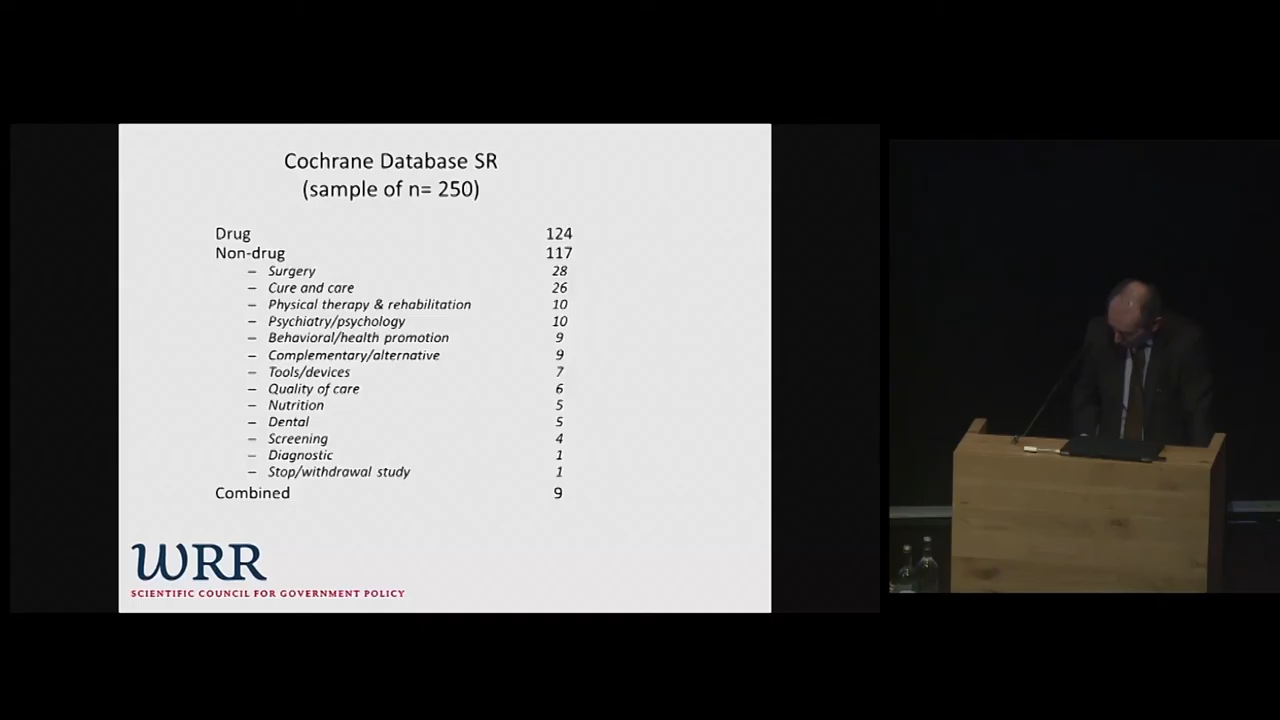 Cochrane Database SR
(sample of n= 250)
Drug 124
Non-drug 117
– Surgery 28
– Cure and care 26
– Physical therapy & rehabilitation 10
– Psychiatry/psychology 10
– Behavioral/health promotion 9
– Complementary/alternative 9
– Tools/devices 7
– Quality of care 6
– Nutrition 5
– Dental 5
– Screening 4
– Diagnostic 1
– Stop/withdrawal study 1
Combined 9
WRR
SCIENTIFIC COUNCIL FOR GOVERNMENT POLICY